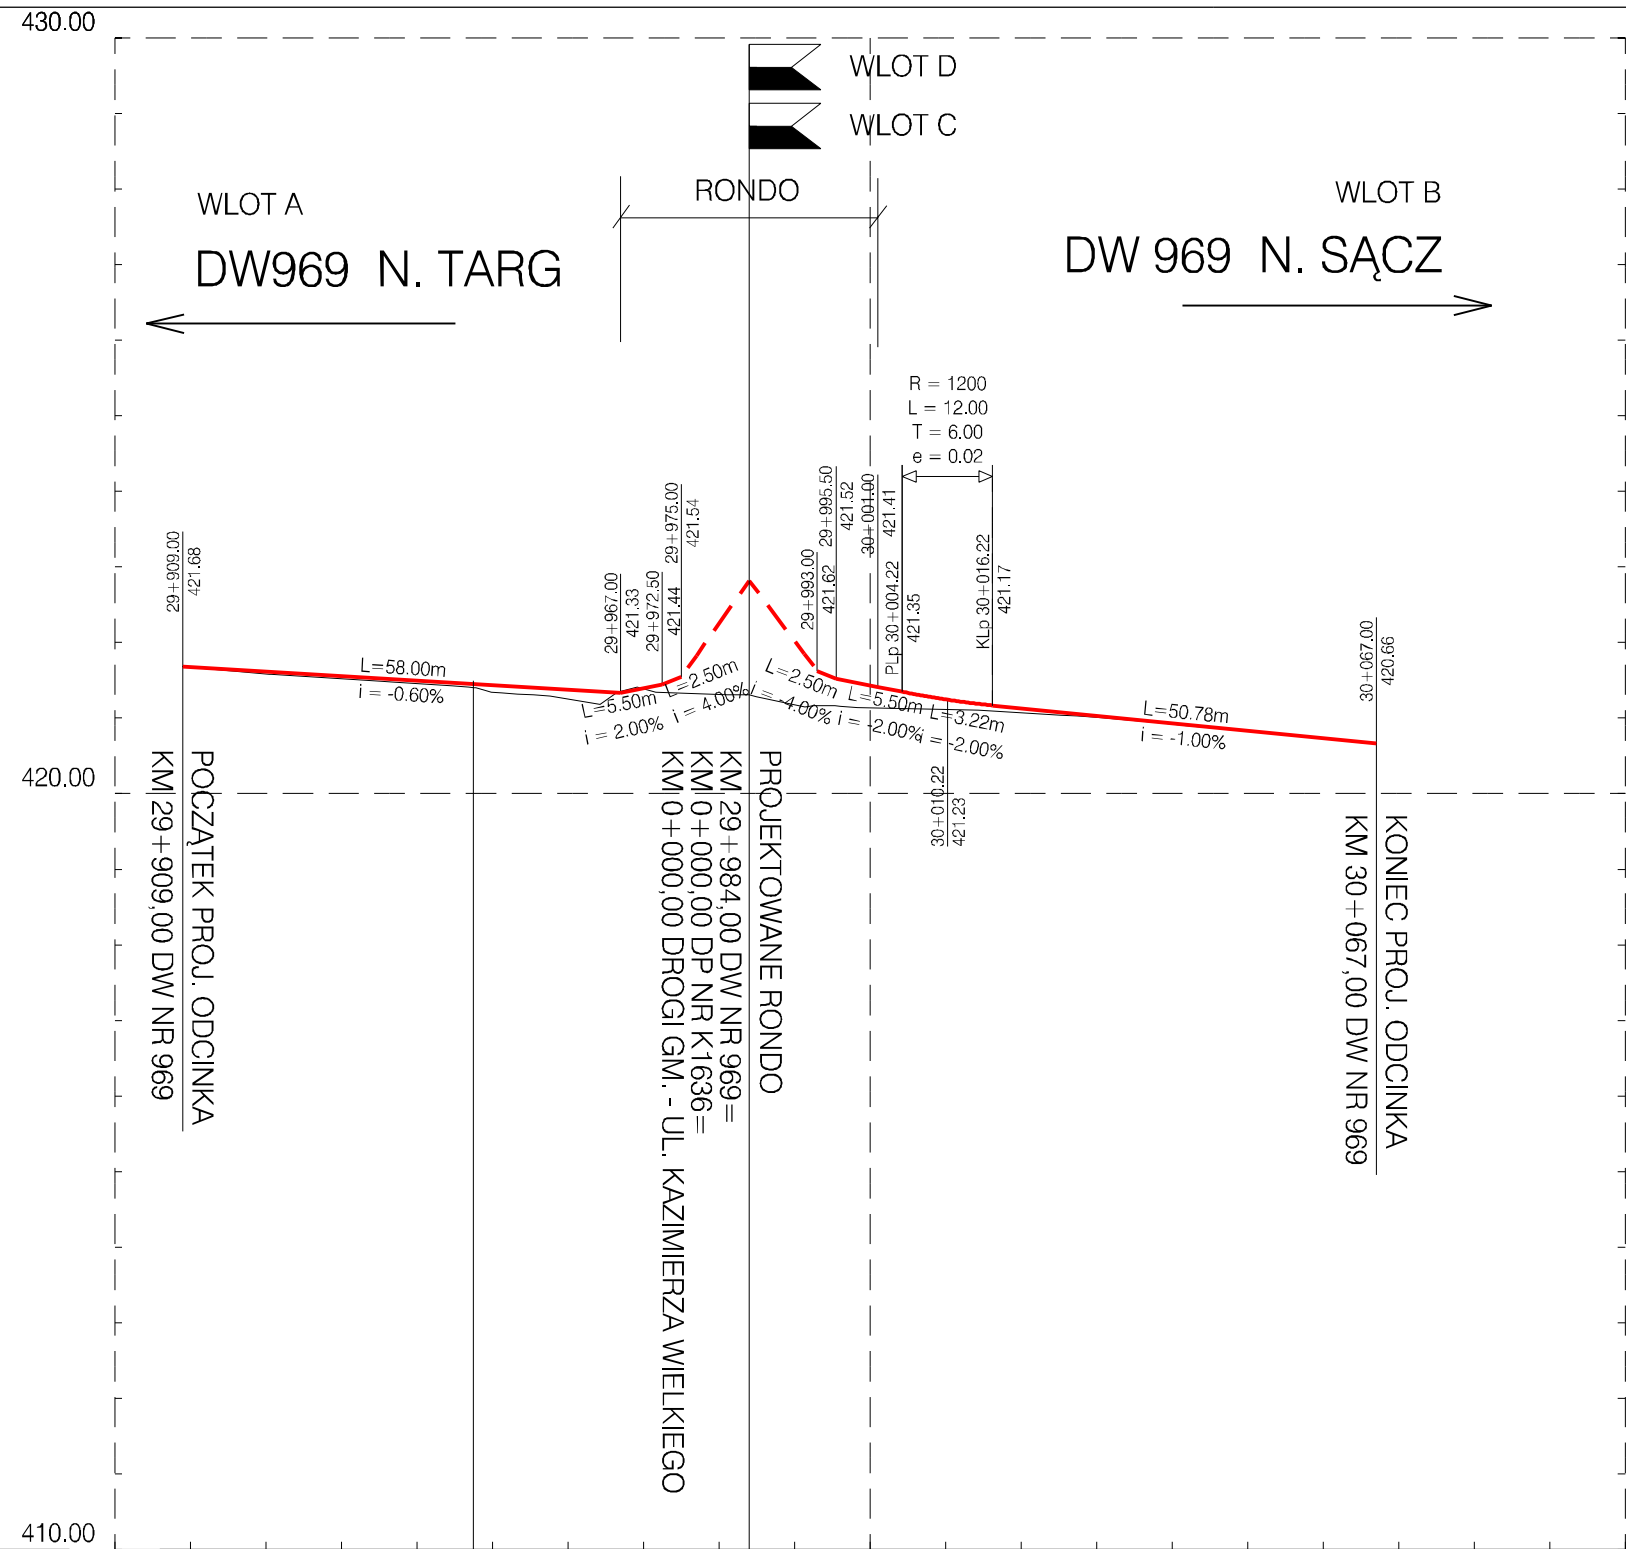 430.00
WLOT D
WLOT C
WLOT A
RONDO
WLOT B
DW969 N. TARG
DW 969 N. SĄCZ
R = 1200
L = 12.00
T = 6.00
e = 0.02
29+909.00
421.68
29+967.00
421.33
29+972.50
421.44
29+975.00
421.54
29+993.00
421.62
29+995.50
421.52
30+001.00
421.41
PLp 30+004.22
421.35
KLp 30+016.22
421.17
30+067.00
420.66
L=58.00m
i = -0.60%
L=5.50m
i = 2.00%
L=2.50m
i = 4.00%
L=2.50m
i = -4.00%
L=5.50m
i = -2.00%
L=3.22m
i = -2.00%
L=50.78m
i = -1.00%
30+010.22
421.23
420.00
POCZĄTEK PROJ. ODCINKA
KM 29+909,00 DW NR 969
PROJEKTOWANE RONDO
KM 29+984,00 DW NR 969=
KM 0+000,00 DP NR K1636=
KM 0+000,00 DROGI GM. - UL. KAZIMIERZA WIELKIEGO
KONIEC PROJ. ODCINKA
KM 30+067,00 DW NR 969
410.00